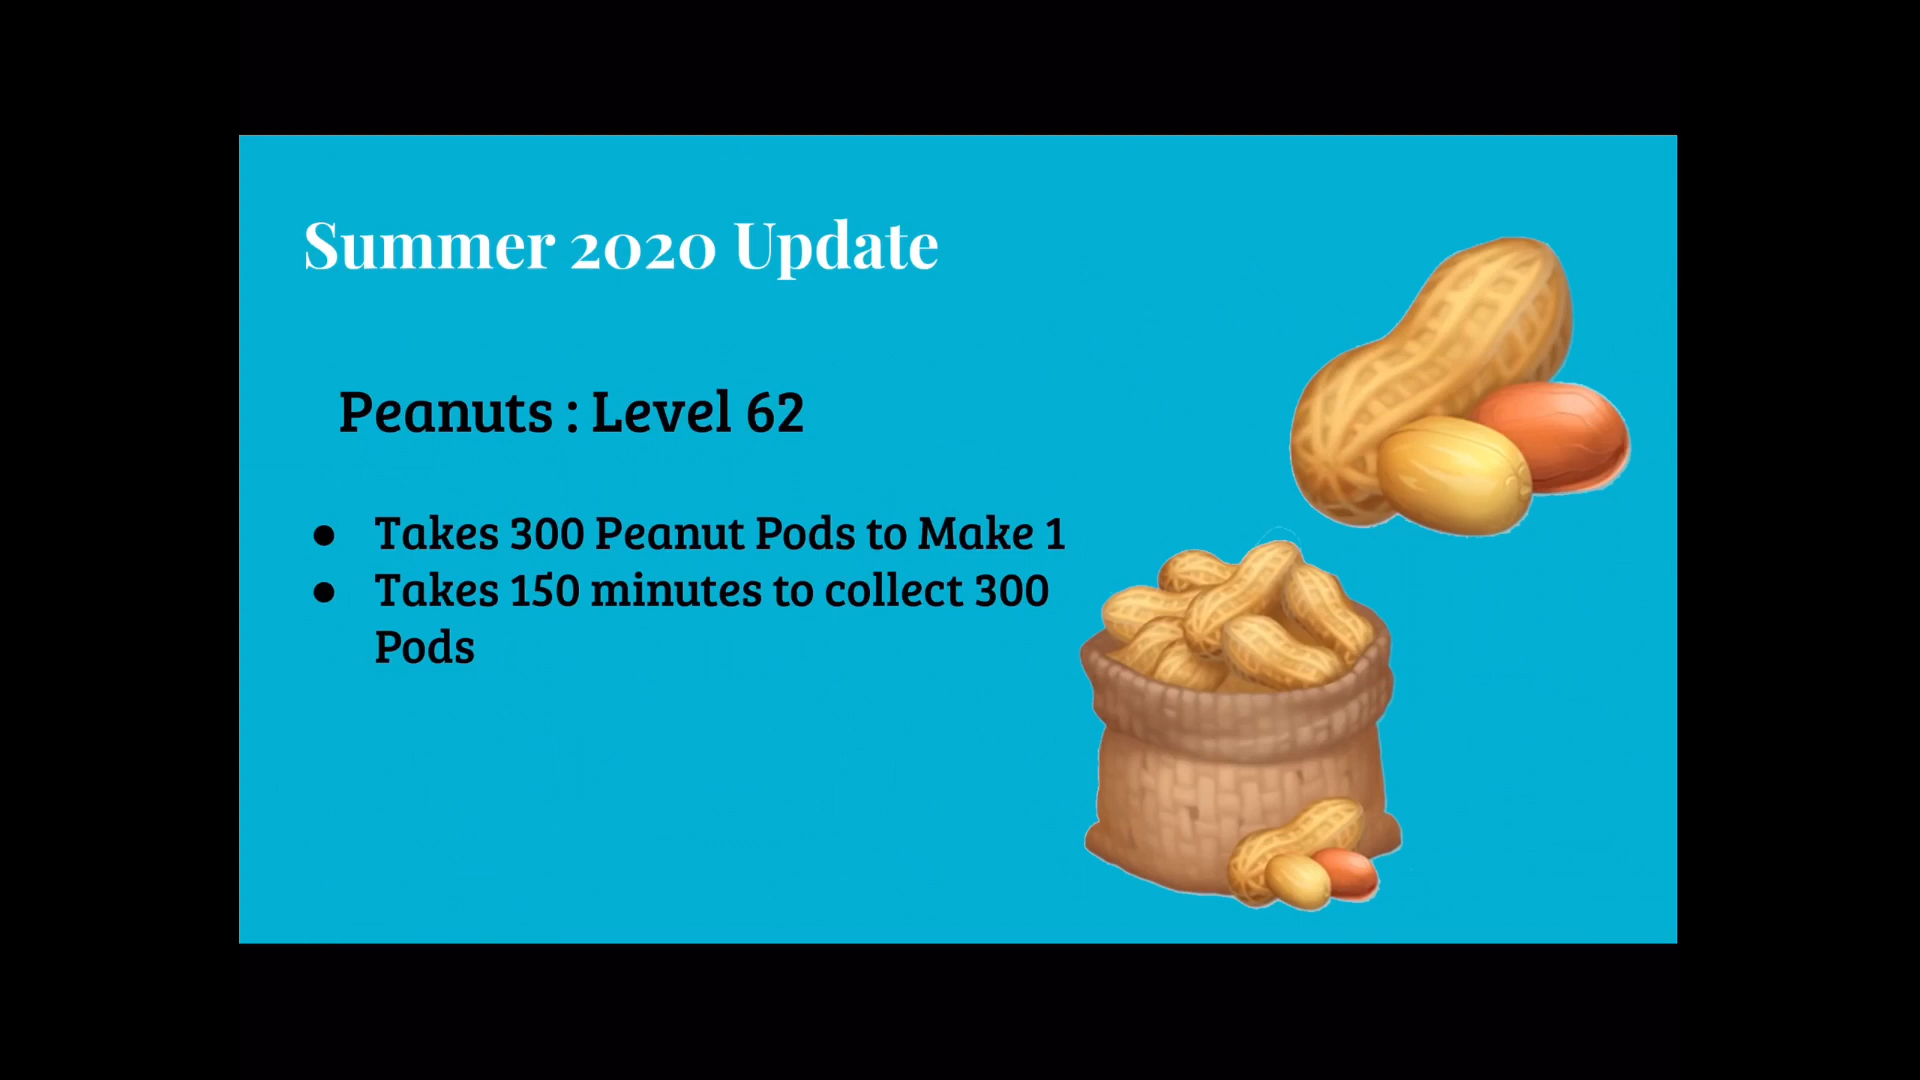 Summer 2020 Update
Peanuts : Level 62
● Takes 300 Peanut Pods to Make 1
● Takes 150 minutes to collect 300
Pods